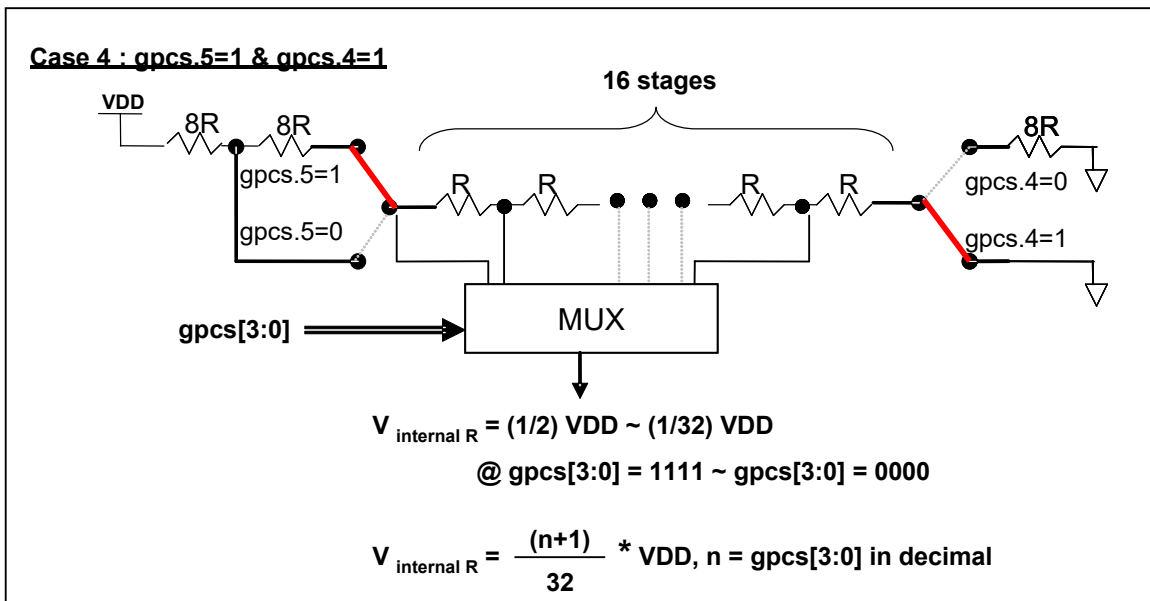 Case 4 : gpcs.5=1 & gpcs.4=1
16 stages
VDD
8R
8R
8R
gpcs.5=1
gpcs.4=0
R
R
R
R
gpcs.5=0
gpcs.4=1
gpcs[3:0]
MUX
V internal R = (1/2) VDD ~ (1/32) VDD
@ gpcs[3:0] = 1111 ~ gpcs[3:0] = 0000
V internal R = (n+1) / 32 * VDD, n = gpcs[3:0] in decimal